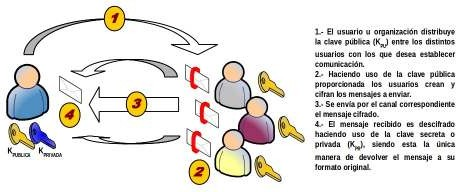 1
1.- El usuario u organización distribuye
la clave pública (KPU) entre los distintos
usuarios con los que desea establecer
comunicación.
2.- Haciendo uso de la clave pública
proporcionada los usuarios crean y
cifran los mensajes a enviar.
3.- Se envía por el canal correspondiente
el mensaje cifrado.
4.- El mensaje recibido es descifrado
haciendo uso de la clave secreta o
privada (KPR), siendo esta la única
manera de devolver el mensaje a su
formato original.
3
4
2
KPUBLICA KPRIVADA